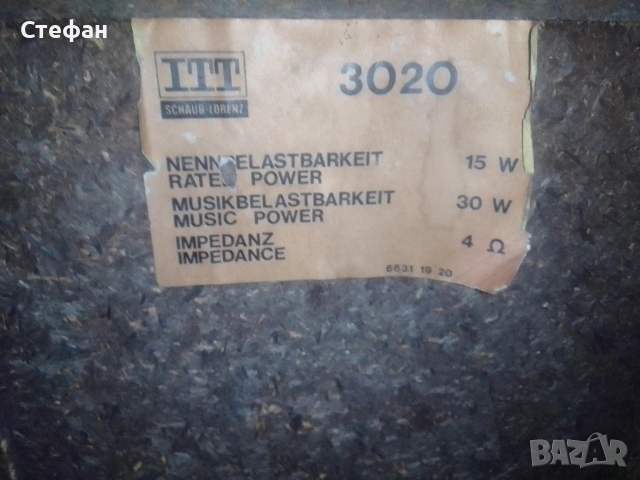 Стефан
ITT 3020
SCHAUB-LORENZ
NENNBELASTBARKEIT 15 W
RATED POWER
MUSIKBELASTBARKEIT 30 W
MUSIC POWER
IMPEDANZ 4 Ω
IMPEDANCE
6631 19 20
BAZAR